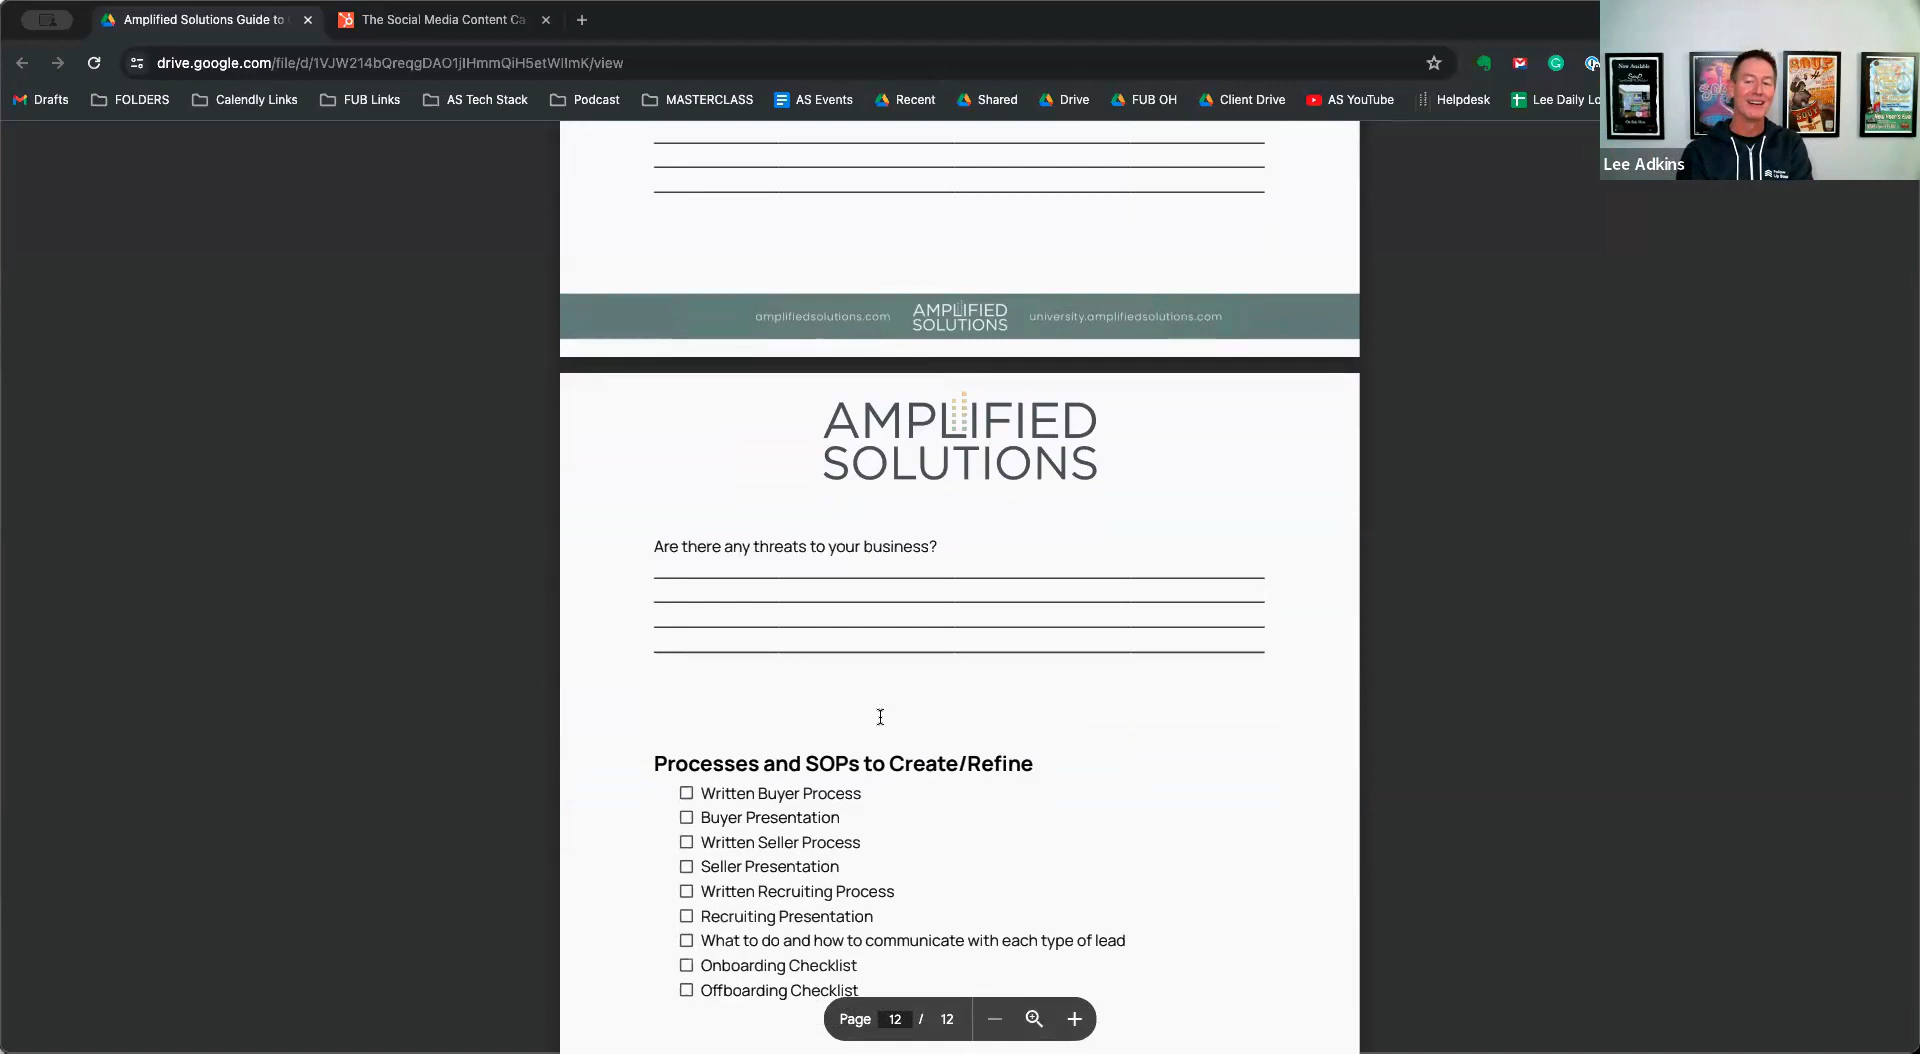 Amplified Solutions Guide to
The Social Media Content Ca
drive.google.com/file/d/1VJW214bQreqgDAO1jIHmmQiH5etWlImK/view
Drafts
FOLDERS
Calendly Links
FUB Links
AS Tech Stack
Podcast
MASTERCLASS
AS Events
Recent
Shared
Drive
FUB OH
Client Drive
AS YouTube
Helpdesk
Lee Daily Lo
Lee Adkins
amplifiedsolutions.com
AMPLIFIED
SOLUTIONS
university.amplifiedsolutions.com
AMPLIFIED
SOLUTIONS
Are there any threats to your business?
Processes and SOPs to Create/Refine
Written Buyer Process
Buyer Presentation
Written Seller Process
Seller Presentation
Written Recruiting Process
Recruiting Presentation
What to do and how to communicate with each type of lead
Onboarding Checklist
Offboarding Checklist
Page 12 / 12